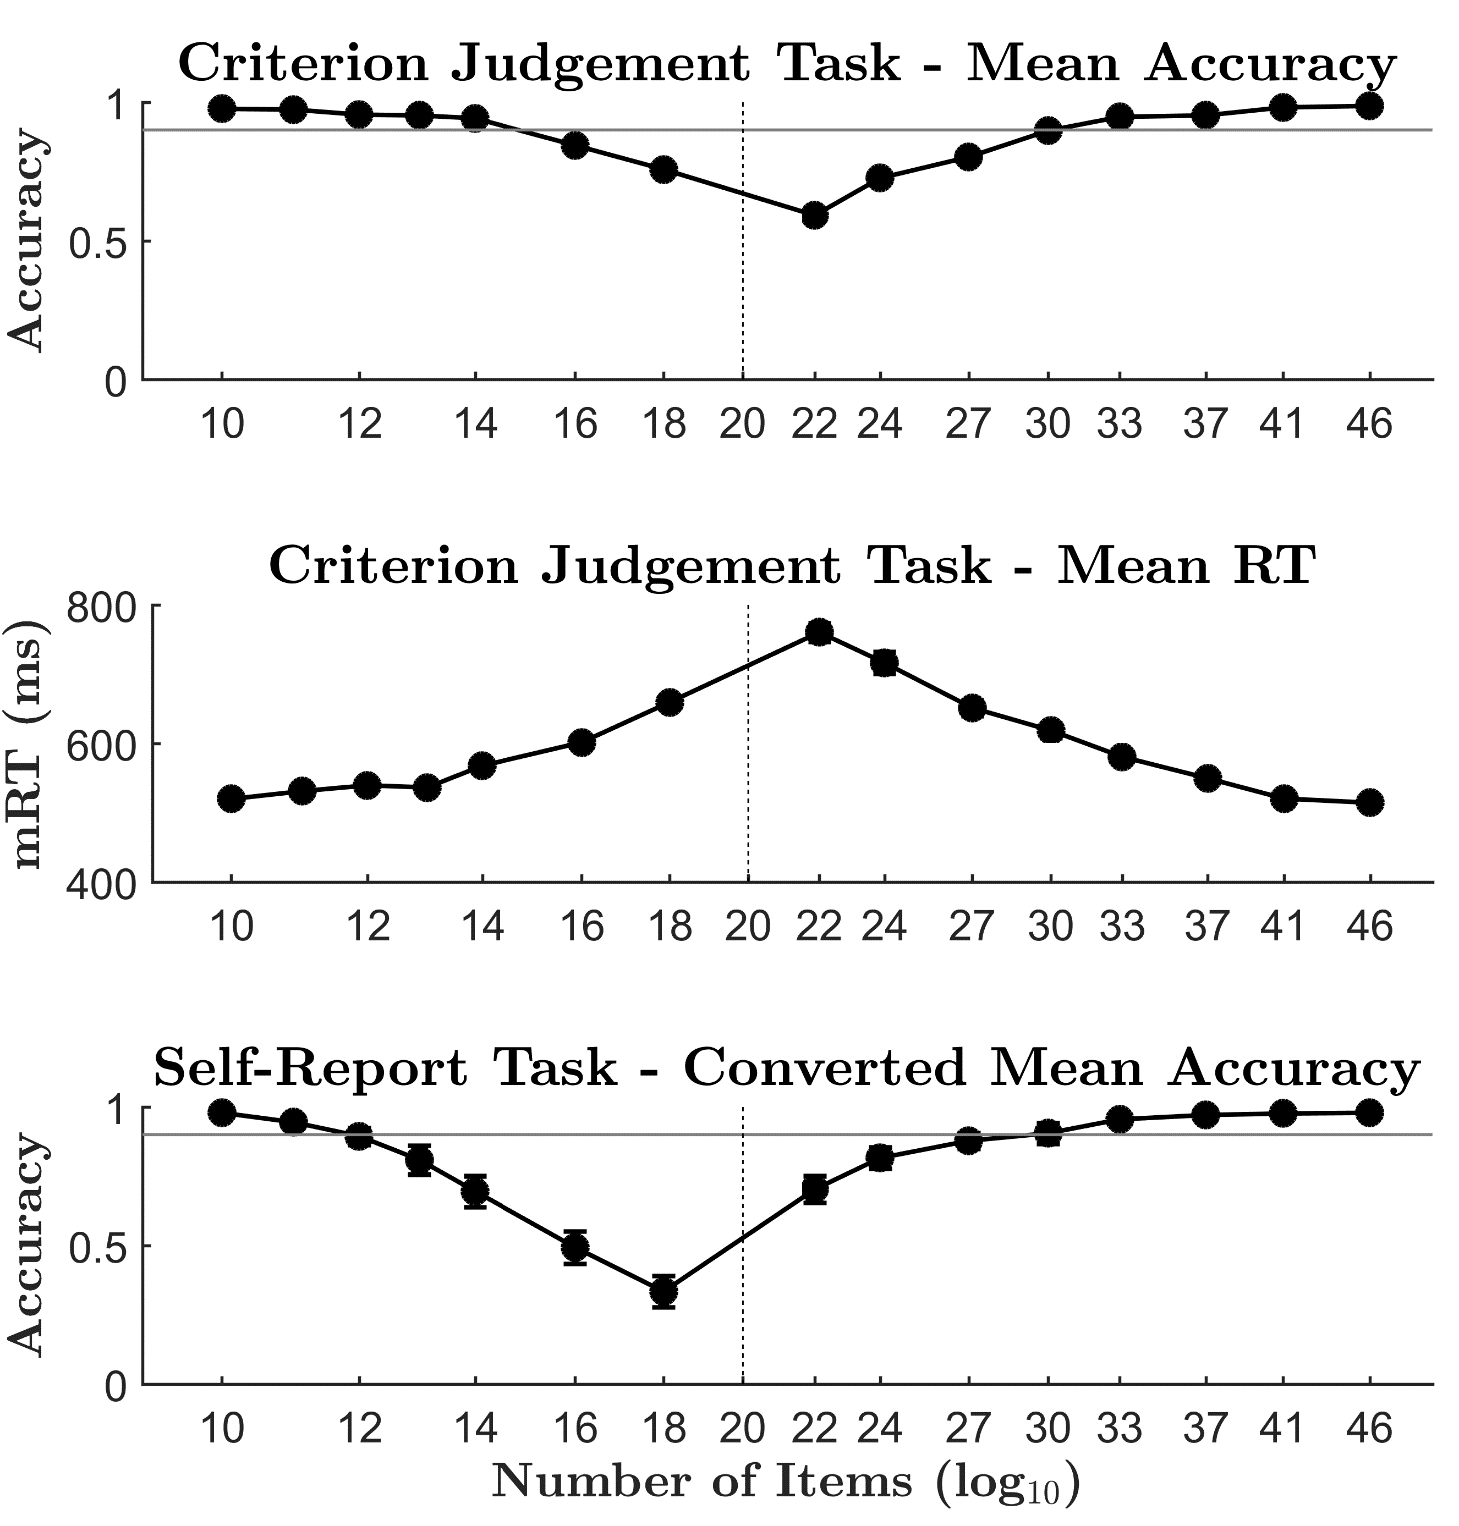 Criterion Judgement Task - Mean Accuracy
1
0.5
0
Accuracy
10 12 14 16 18 20 22 24 27 30 33 37 41 46
Criterion Judgement Task - Mean RT
800
600
400
mRT (ms)
10 12 14 16 18 20 22 24 27 30 33 37 41 46
Self-Report Task - Converted Mean Accuracy
1
0.5
0
Accuracy
10 12 14 16 18 20 22 24 27 30 33 37 41 46
Number of Items (log₁₀)